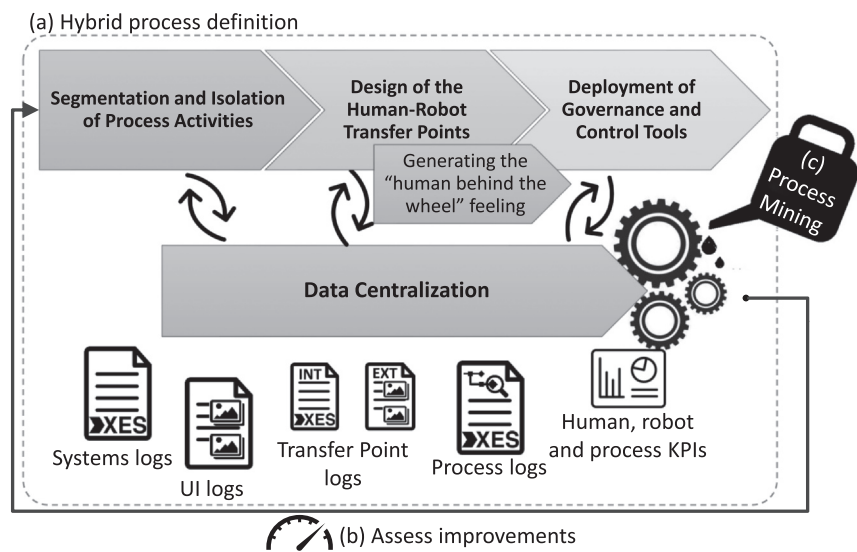 (a) Hybrid process definition
Segmentation and Isolation
of Process Activities
Design of the
Human-Robot
Transfer Points
Deployment of
Governance and
Control Tools
Generating the
“human behind the
wheel” feeling
(c)
Process
Mining
Data Centralization
XES
Systems logs
UI logs
INT
XES
EXT
Transfer Point
logs
XES
Process logs
Human, robot
and process KPIs
(b) Assess improvements